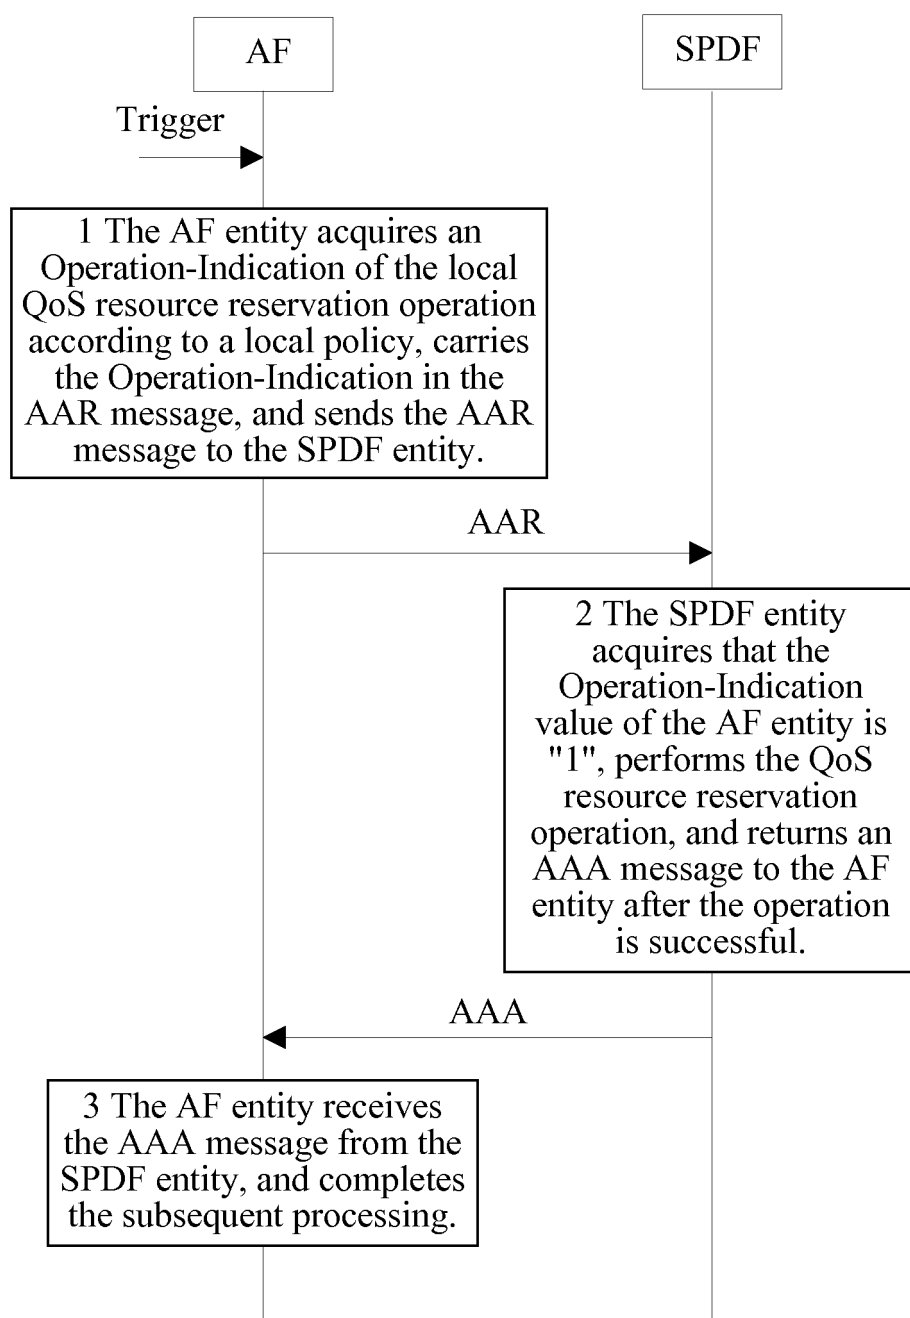 AF
SPDF
Trigger
1 The AF entity acquires an
Operation-Indication of the local
QoS resource reservation operation
according to a local policy, carries
the Operation-Indication in the
AAR message, and sends the AAR
message to the SPDF entity.
AAR
2 The SPDF entity
acquires that the
Operation-Indication
value of the AF entity is
"1", performs the QoS
resource reservation
operation, and returns an
AAA message to the AF
entity after the operation
is successful.
AAA
3 The AF entity receives
the AAA message from the
SPDF entity, and completes
the subsequent processing.